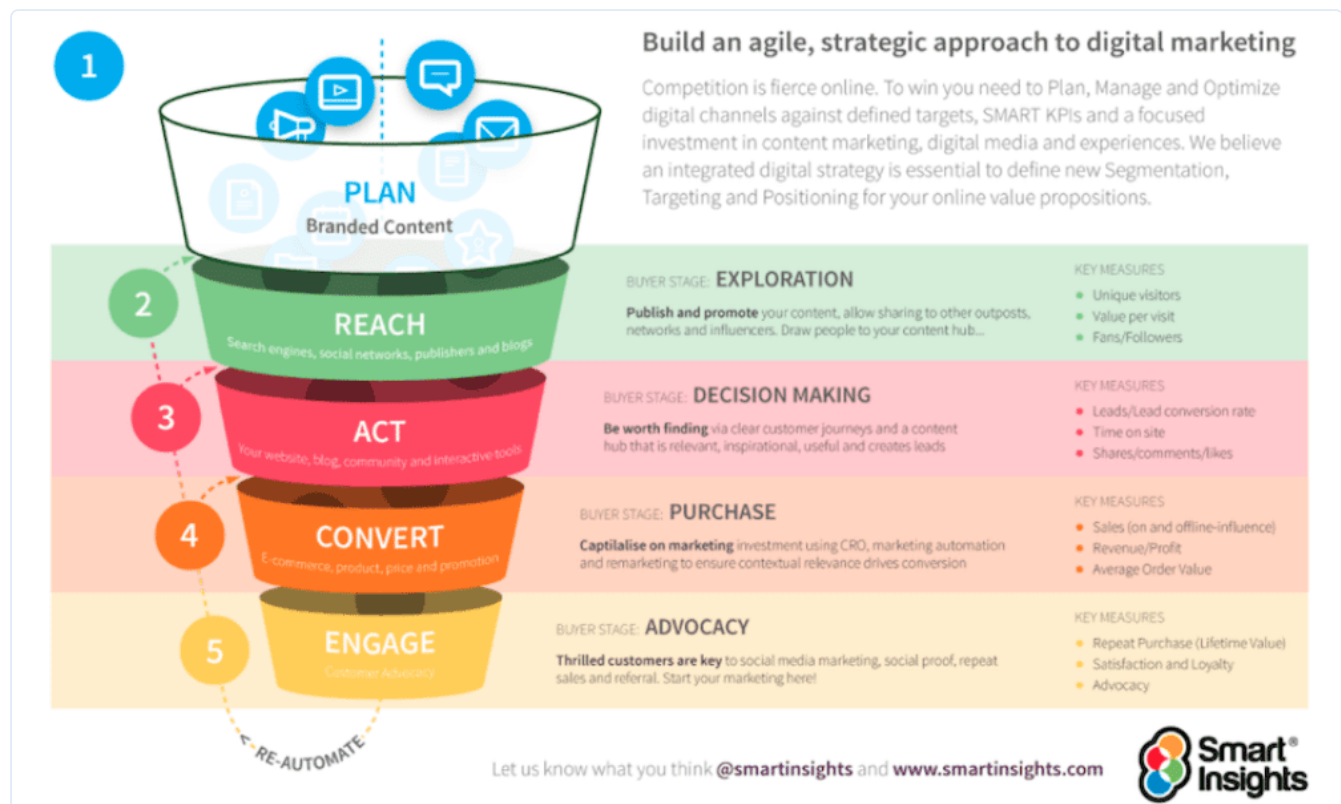 1
Build an agile, strategic approach to digital marketing
Competition is fierce online. To win you need to Plan, Manage and Optimize
digital channels against defined targets, SMART KPIs and a focused
investment in content marketing, digital media and experiences. We believe
an integrated digital strategy is essential to define new Segmentation,
Targeting and Positioning for your online value propositions.
PLAN
Branded Content
2
REACH
Search engines, social networks, publishers and blogs
BUYER STAGE: EXPLORATION
Publish and promote your content, allow sharing to other outposts,
networks and influencers. Draw people to your content hub...
KEY MEASURES
• Unique visitors
• Value per visit
• Fans/Followers
3
ACT
Your website, blog, community and interactive tools
BUYER STAGE: DECISION MAKING
Be worth finding via clear customer journeys and a content
hub that is relevant, inspirational, useful and creates leads
KEY MEASURES
• Leads/Lead conversion rate
• Time on site
• Shares/comments/likes
4
CONVERT
E-commerce, product, price and promotion
BUYER STAGE: PURCHASE
Captilalise on marketing investment using CRO, marketing automation
and remarketing to ensure contextual relevance drives conversion
KEY MEASURES
• Sales (on and offline-influence)
• Revenue/Profit
• Average Order Value
5
ENGAGE
Customer Advocacy
BUYER STAGE: ADVOCACY
Thrilled customers are key to social media marketing, social proof, repeat
sales and referral. Start your marketing here!
KEY MEASURES
• Repeat Purchase (Lifetime Value)
• Satisfaction and Loyalty
• Advocacy
< RE-AUTOMATE
Let us know what you think @smartinsights and www.smartinsights.com
Smart®
Insights